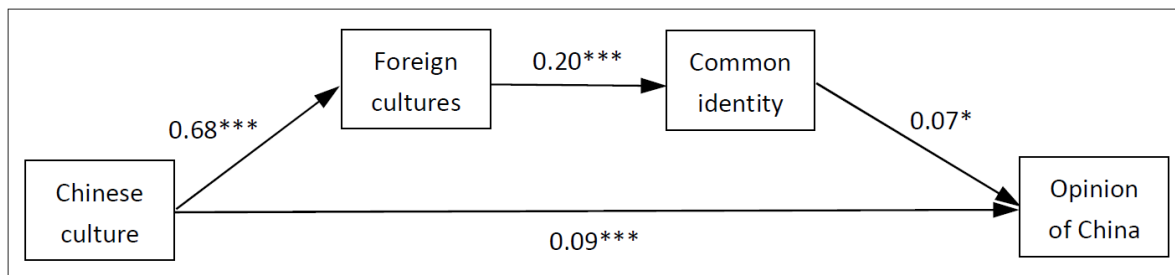 Foreign
cultures
0.20***
Common
identity
0.68***
0.07*
Chinese
culture
Opinion
of China
0.09***